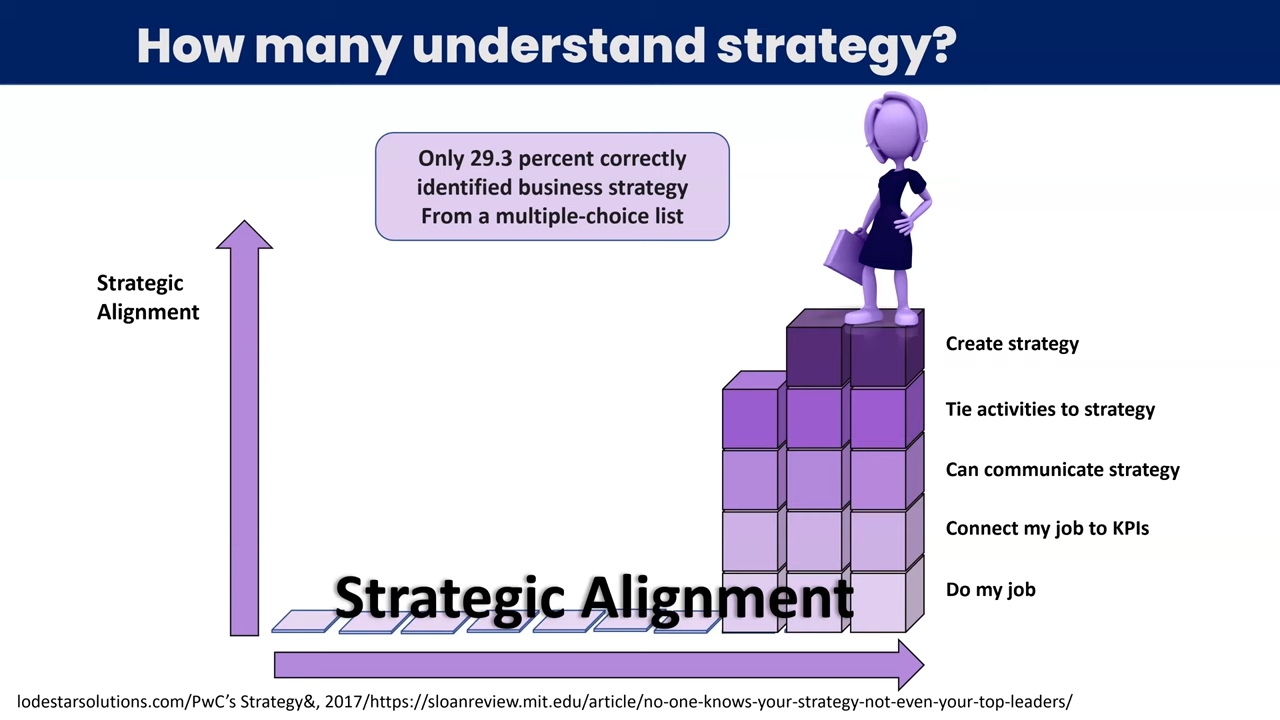 How many understand strategy?
Only 29.3 percent correctly
identified business strategy
From a multiple-choice list
Strategic
Alignment
Create strategy
Tie activities to strategy
Can communicate strategy
Connect my job to KPIs
Do my job
Strategic Alignment
lodestarsolutions.com/PwC’s Strategy&, 2017/https://sloanreview.mit.edu/article/no-one-knows-your-strategy-not-even-your-top-leaders/